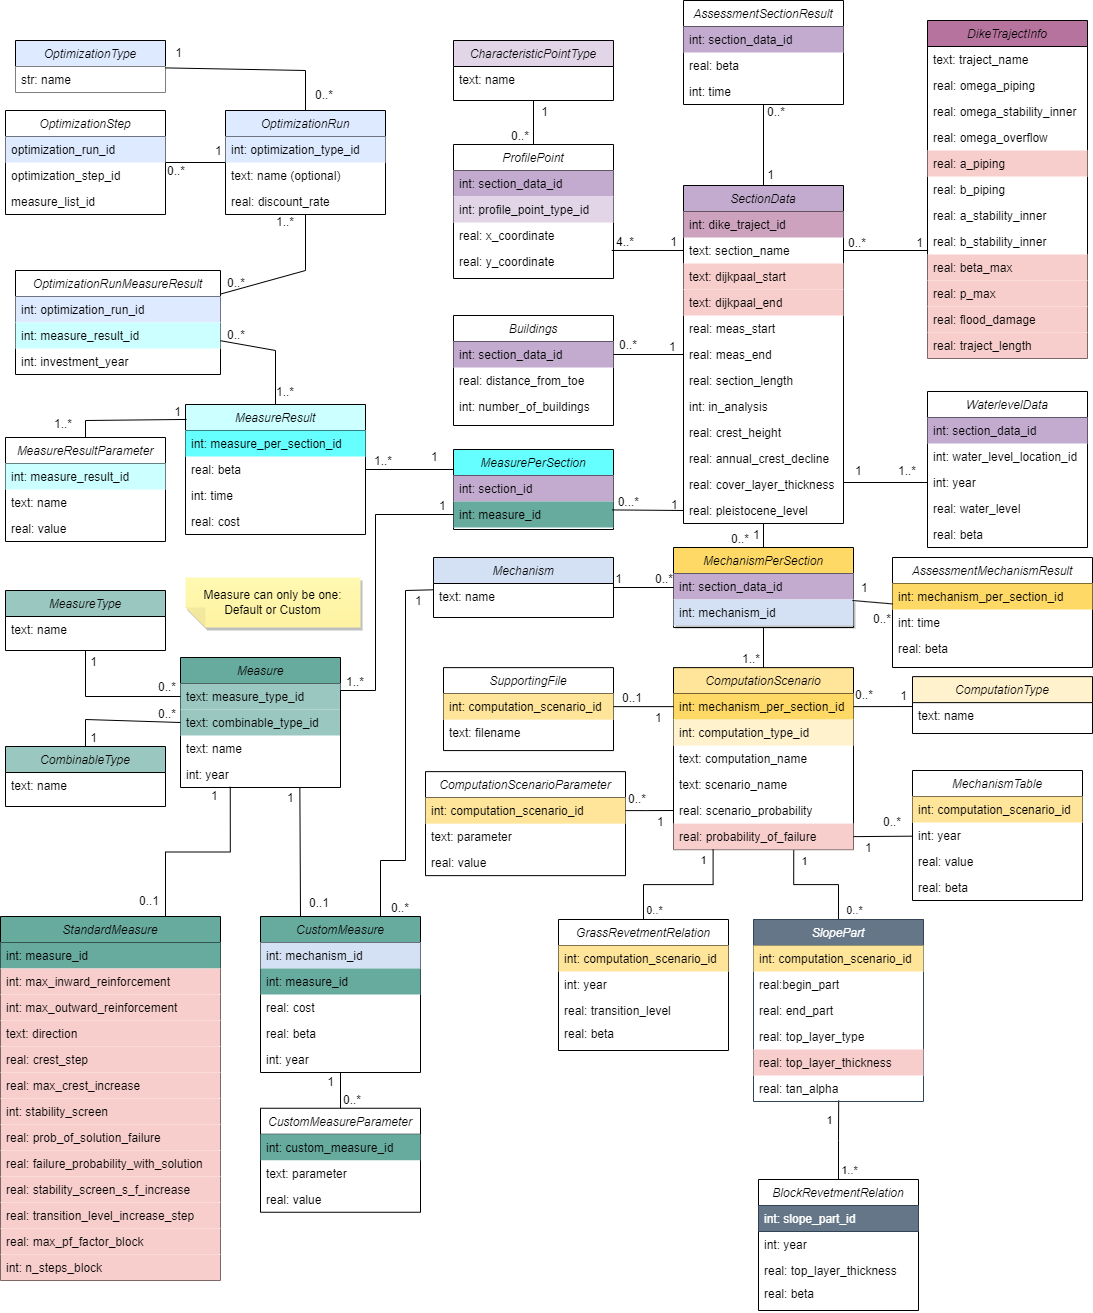 OptimizationType
str: name
1
0..*
OptimizationStep
optimization_run_id
optimization_step_id
measure_list_id
0..*
1
OptimizationRun
int: optimization_type_id
text: name (optional)
real: discount_rate
1..*
0..*
OptimizationRunMeasureResult
int: optimization_run_id
int: measure_result_id
int: investment_year
0..*
1..*
MeasureResult
int: measure_per_section_id
real: beta
int: time
real: cost
1
1..*
MeasureResultParameter
int: measure_result_id
text: name
real: value
1..*
1
CharacteristicPointType
text: name
1
0..*
ProfilePoint
int: section_data_id
int: profile_point_type_id
real: x_coordinate
real: y_coordinate
4..*
1
Buildings
int: section_data_id
real: distance_from_toe
int: number_of_buildings
0..*
1
MeasurePerSection
int: section_id
int: measure_id
0...*
1
1
AssessmentSectionResult
int: section_data_id
real: beta
int: time
0..*
1
SectionData
int: dike_traject_id
text: section_name
text: dijkpaal_start
text: dijkpaal_end
real: meas_start
real: meas_end
real: section_length
int: in_analysis
real: crest_height
real: annual_crest_decline
real: cover_layer_thickness
real: pleistocene_level
0..*
1
DikeTrajectInfo
text: traject_name
real: omega_piping
real: omega_stability_inner
real: omega_overflow
real: a_piping
real: b_piping
real: a_stability_inner
real: b_stability_inner
real: beta_max
real: p_max
real: flood_damage
real: traject_length
WaterlevelData
int: section_data_id
int: water_level_location_id
int: year
real: water_level
real: beta
1
1..*
0..*
1
MechanismPerSection
int: section_data_id
int: mechanism_id
1
0..*
AssessmentMechanismResult
int: mechanism_per_section_id
int: time
real: beta
Mechanism
text: name
1
0..*
1
MeasureType
text: name
1
0..*
Measure can only be one:
Default or Custom
Measure
text: measure_type_id
text: combinable_type_id
text: name
int: year
1..*
0..*
1
CombinableType
text: name
1
1
1..*
SupportingFile
int: computation_scenario_id
text: filename
0..1
1
ComputationScenario
int: mechanism_per_section_id
int: computation_type_id
text: computation_name
text: scenario_name
real: scenario_probability
real: probability_of_failure
0..*
1
ComputationType
text: name
ComputationScenarioParameter
int: computation_scenario_id
text: parameter
real: value
0..*
1
MechanismTable
int: computation_scenario_id
int: year
real: value
real: beta
0..*
1
1
1
0..1
0..1
0..*
0..*
0..*
StandardMeasure
int: measure_id
int: max_inward_reinforcement
int: max_outward_reinforcement
text: direction
real: crest_step
real: max_crest_increase
int: stability_screen
real: prob_of_solution_failure
real: failure_probability_with_solution
real: stability_screen_s_f_increase
real: transition_level_increase_step
real: max_pf_factor_block
int: n_steps_block
CustomMeasure
int: mechanism_id
int: measure_id
real: cost
real: beta
int: year
1
0..*
CustomMeasureParameter
int: custom_measure_id
text: parameter
real: value
GrassRevetmentRelation
int: computation_scenario_id
int: year
real: transition_level
real: beta
SlopePart
int: computation_scenario_id
real:begin_part
real: end_part
real: top_layer_type
real: top_layer_thickness
real: tan_alpha
1
1..*
BlockRevetmentRelation
int: slope_part_id
int: year
real: top_layer_thickness
real: beta